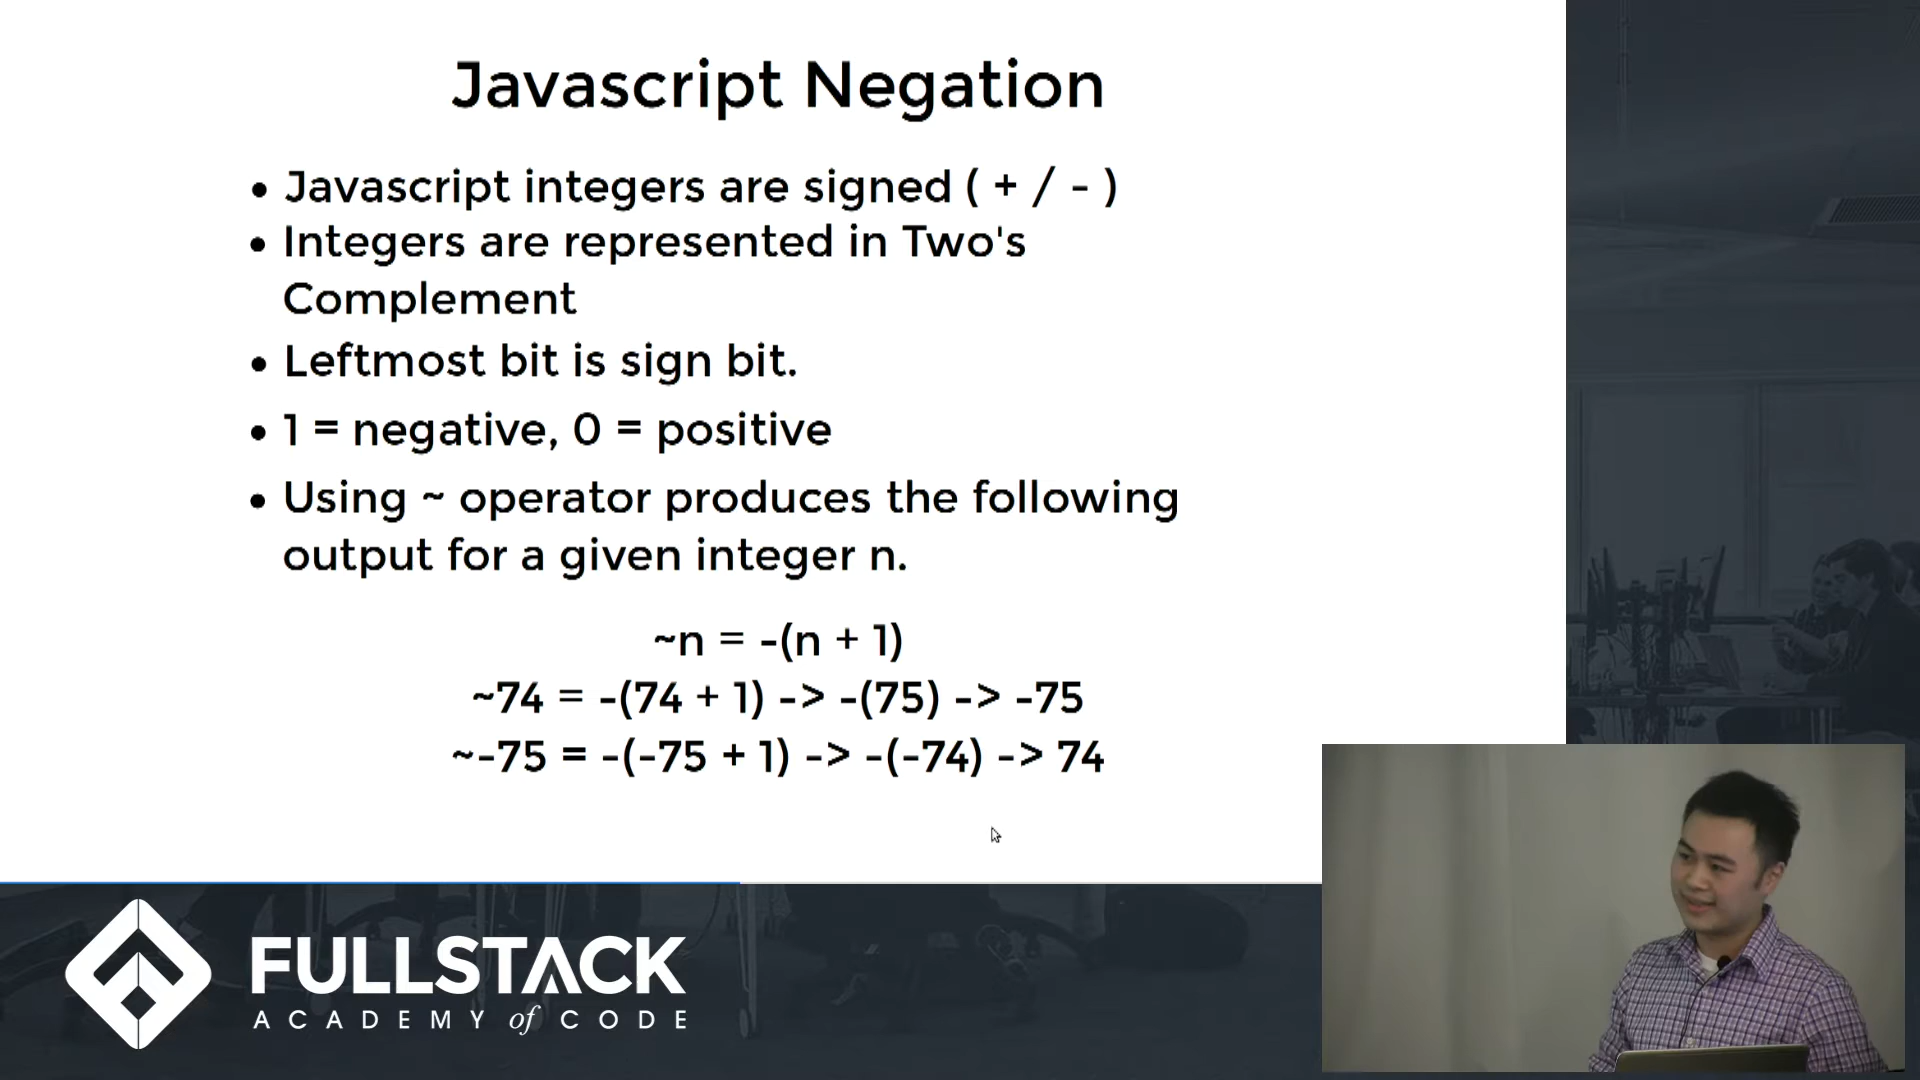 Javascript Negation
• Javascript integers are signed ( + / - )
• Integers are represented in Two's
Complement
• Leftmost bit is sign bit.
• 1 = negative, 0 = positive
• Using ~ operator produces the following
output for a given integer n.
~n = -(n + 1)
~74 = -(74 + 1) -> -(75) -> -75
~-75 = -(-75 + 1) -> -(-74) -> 74
FULLSTACK
ACADEMY of CODE